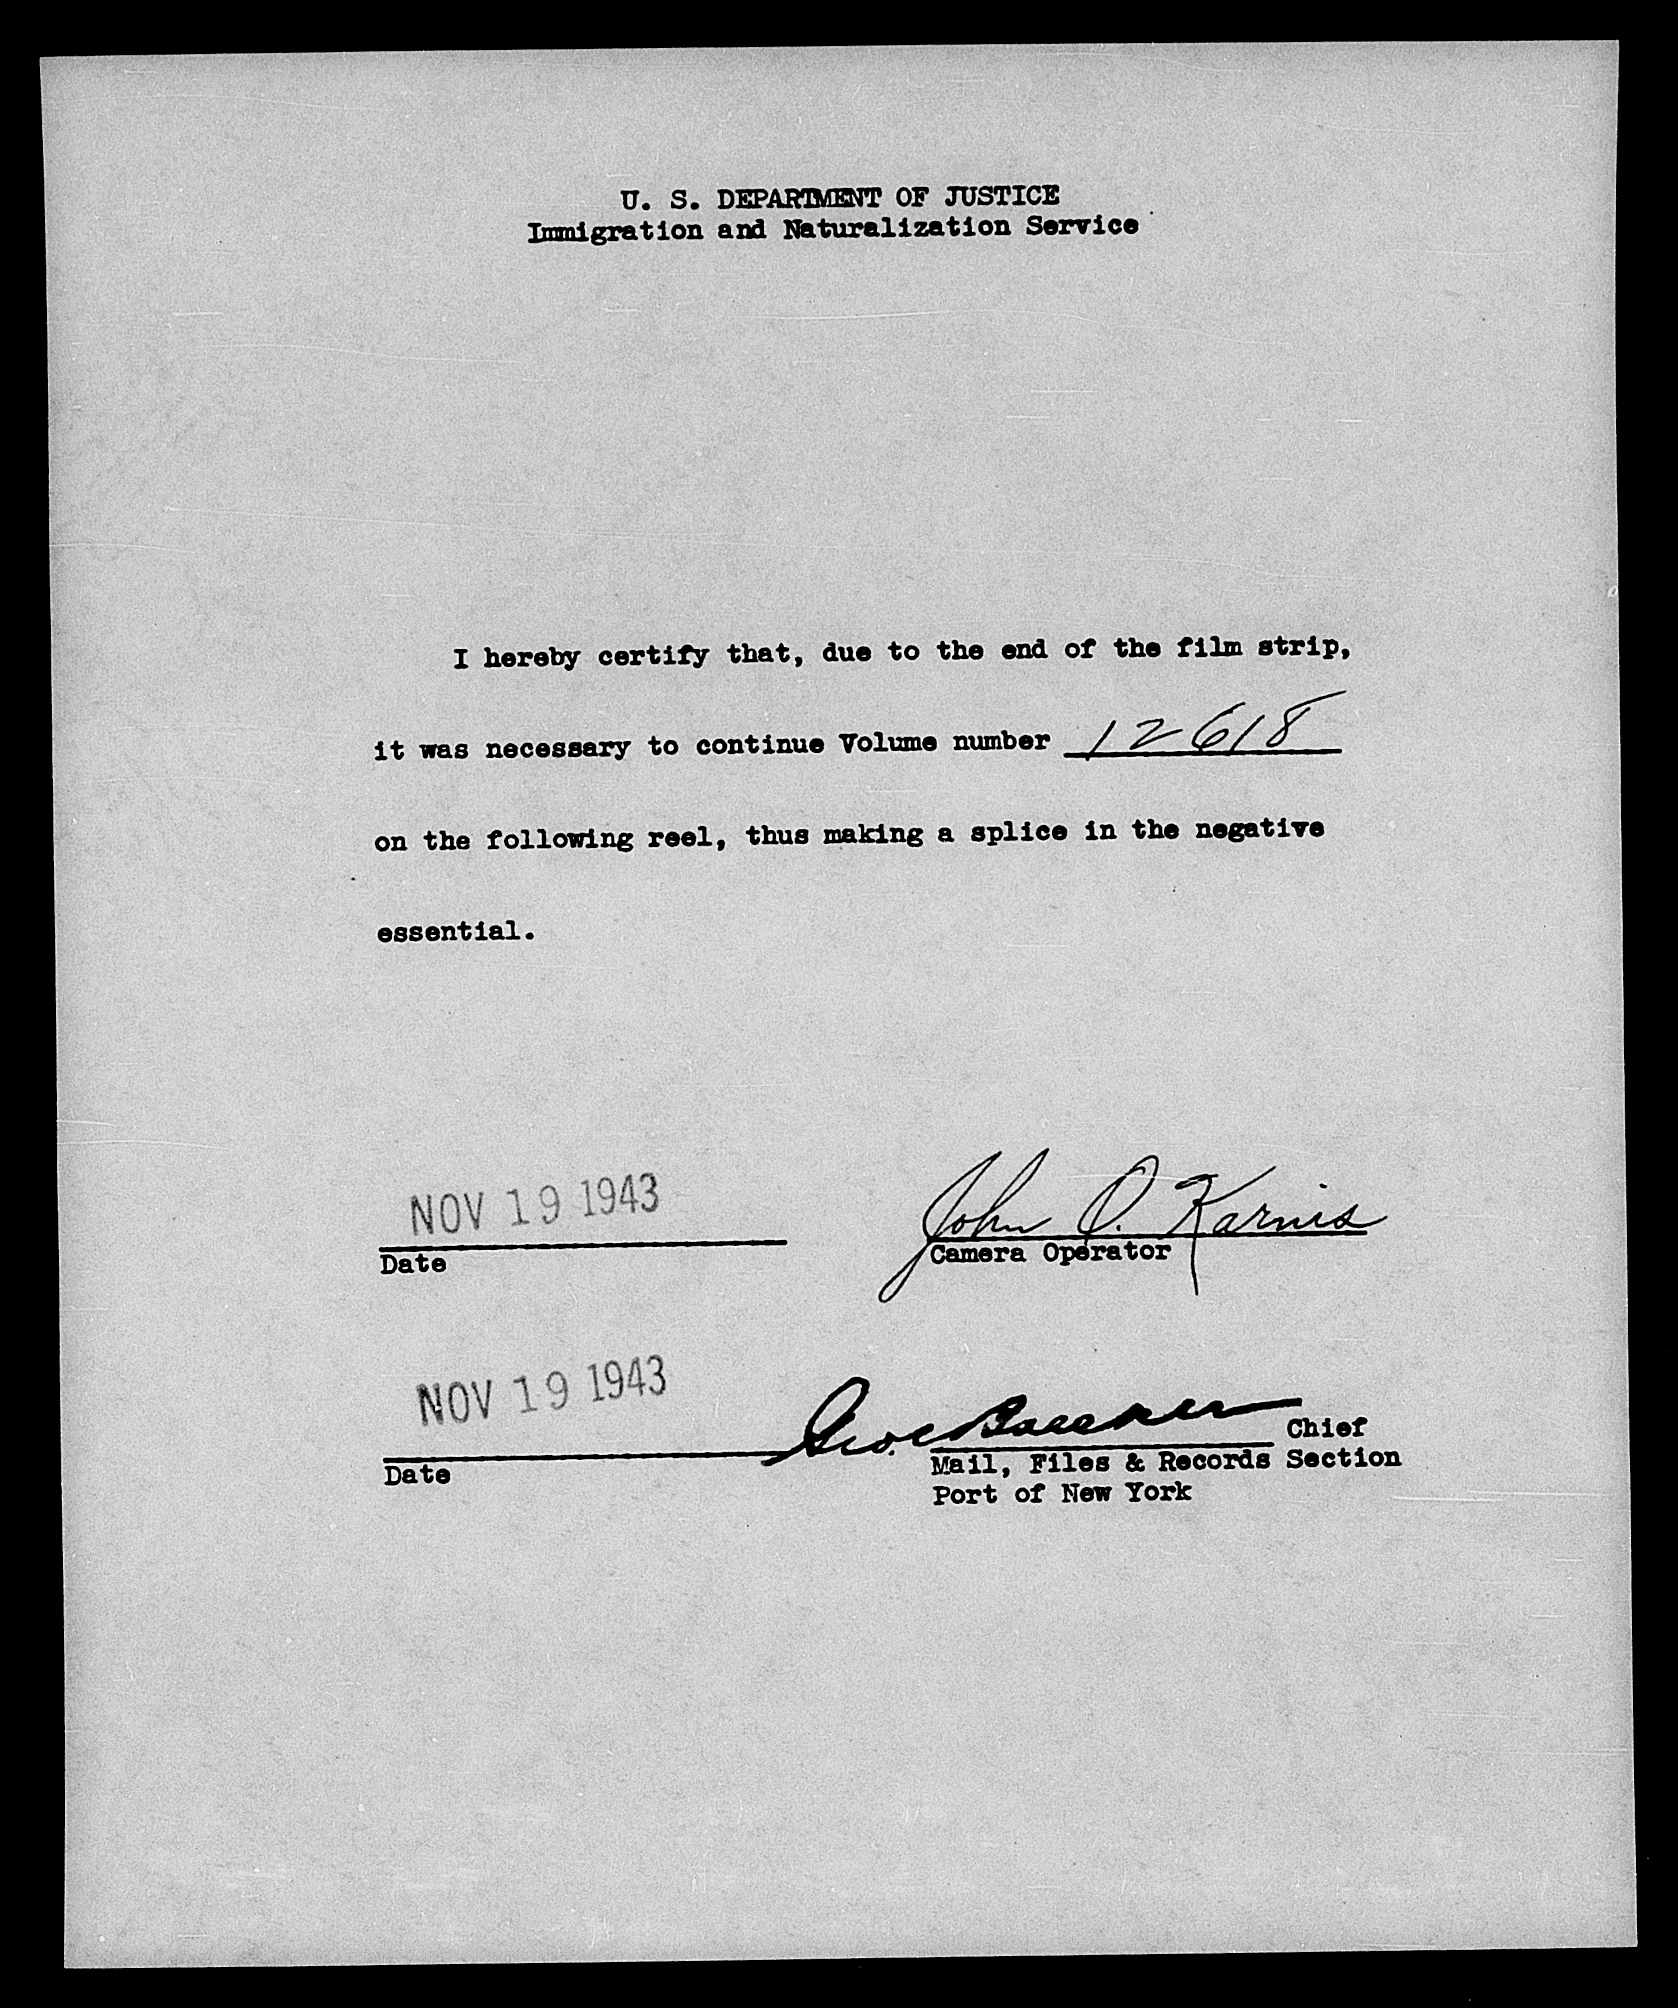 U. S. DEPARTMENT OF JUSTICE
Immigration and Naturalization Service
I hereby certify that, due to the end of the film strip,
it was necessary to continue Volume number 12618
on the following reel, thus making a splice in the negative
essential.
NOV 19 1943
John O. Karnis
Date
Camera Operator
NOV 19 1943
Geo.
Chief
Date
Mail, Files & Records Section
Port of New York